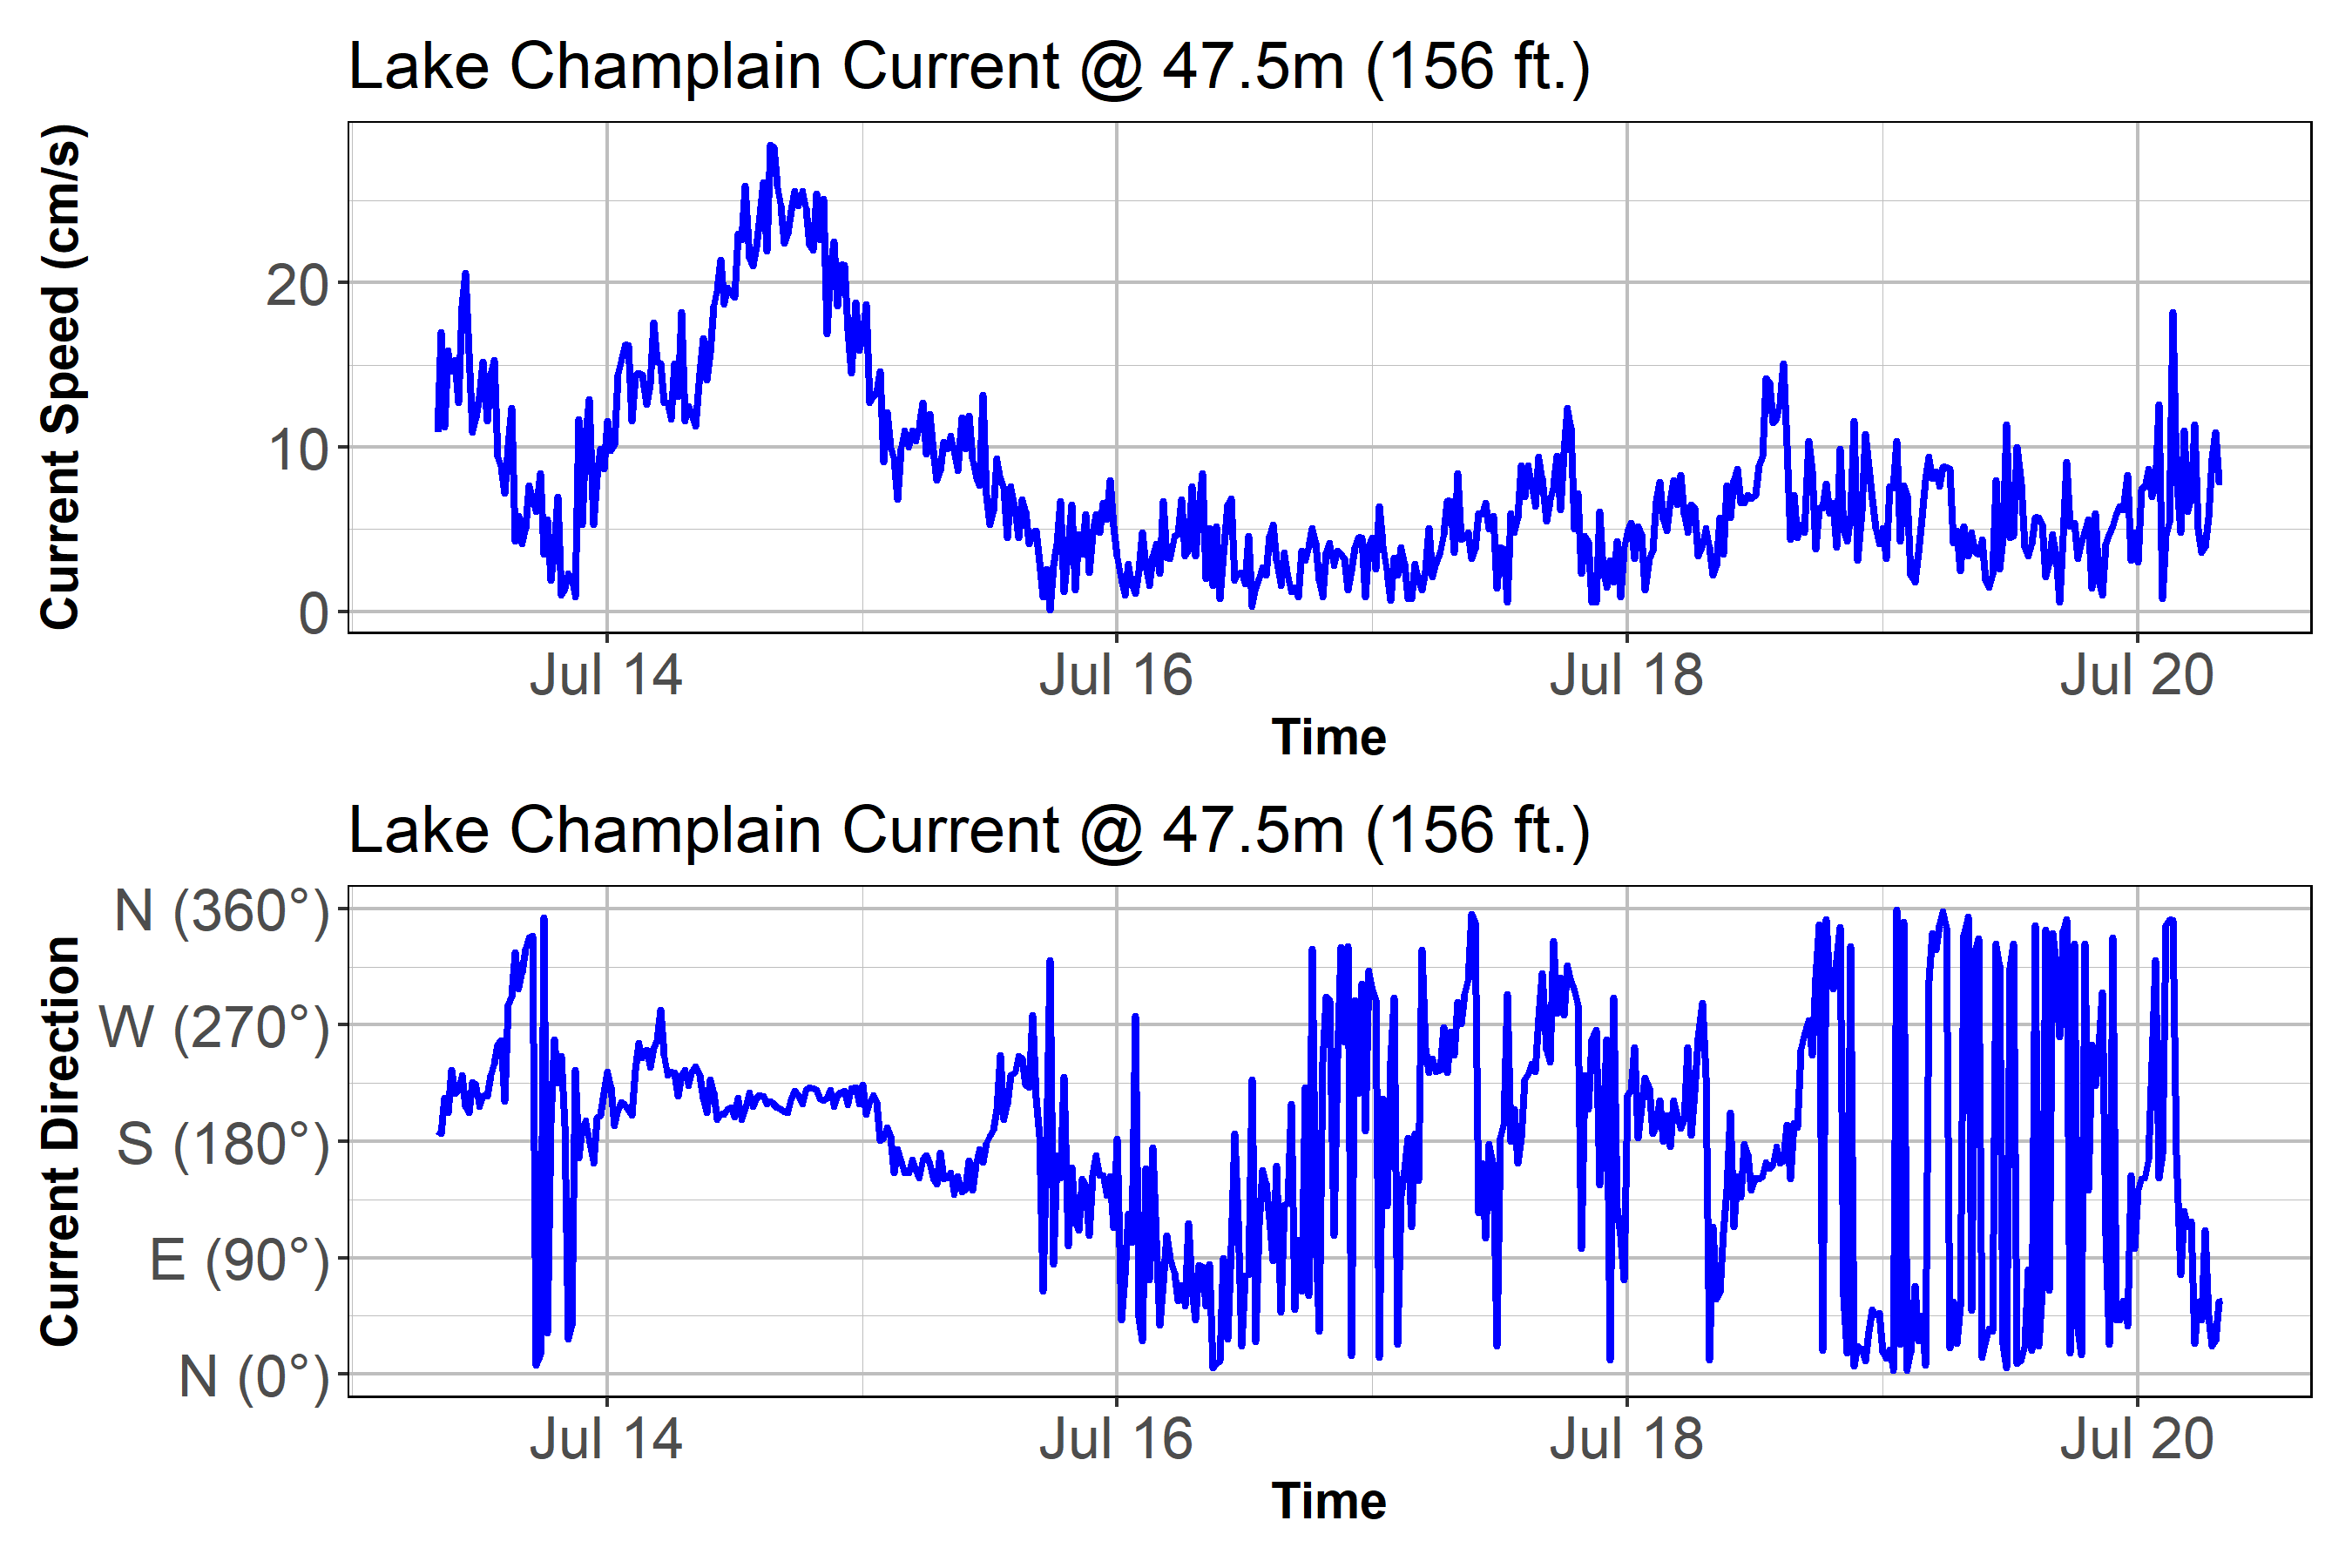 Lake Champlain Current @ 47.5m (156 ft.)
Current Speed (cm/s)
20
10
0
Jul 14 Jul 16 Jul 18 Jul 20
Time
Lake Champlain Current @ 47.5m (156 ft.)
Current Direction
N (360°)
W (270°)
S (180°)
E (90°)
N (0°)
Jul 14 Jul 16 Jul 18 Jul 20
Time